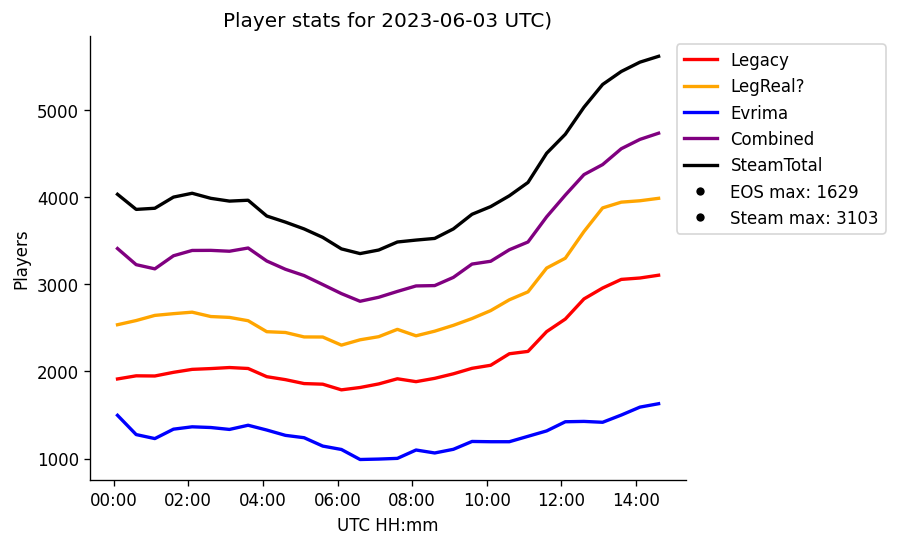 Player stats for 2023-06-03 UTC)
Legacy
LegReal?
Evrima
Combined
SteamTotal
EOS max: 1629
Steam max: 3103
5000
4000
3000
2000
1000
Players
00:00 02:00 04:00 06:00 08:00 10:00 12:00 14:00
UTC HH:mm